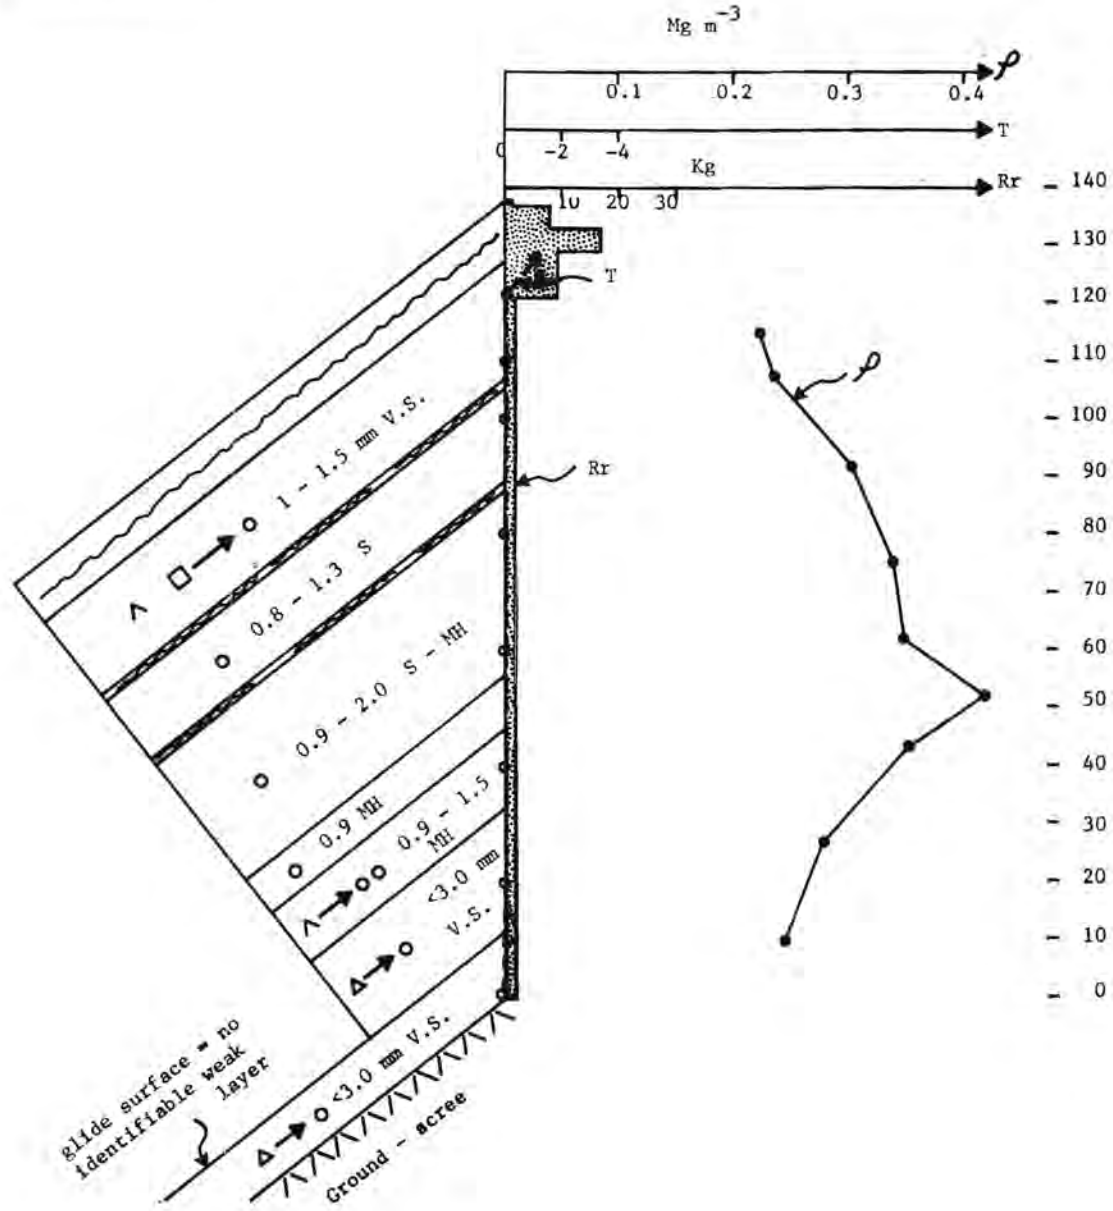 Mg m⁻³
ρ
0.1 0.2 0.3 0.4
T
0 -2 -4
Kg
Rr
10 20 30
140
130
120
110
100
90
80
70
60
50
40
30
20
10
0
T
ρ
Rr
∧ □ → ○ 1 - 1.5 mm V.S.
○ 0.8 - 1.3 S
○ 0.9 - 2.0 S - MH
○ 0.9 MH
∧ → ○○ 0.9 - 1.5
MH
△ → ○ <3.0 mm
V.S.
△ → ○ <3.0 mm V.S.
glide surface = no
identifiable weak
layer
Ground - acree